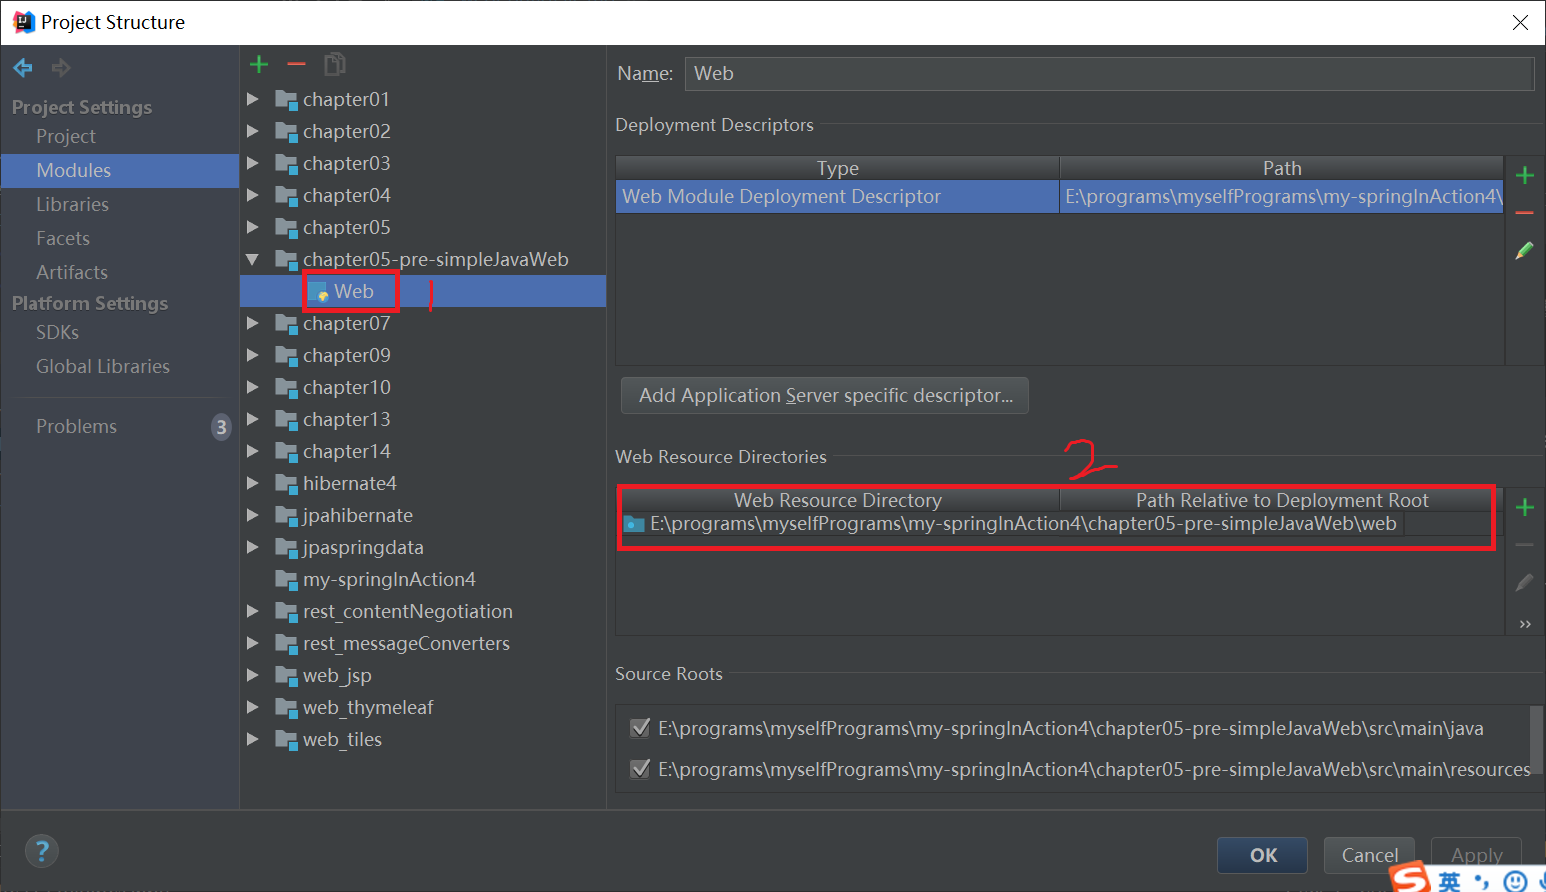 Project Structure
Project Settings
Project
Modules
Libraries
Facets
Artifacts
Platform Settings
SDKs
Global Libraries
Problems
3
chapter01
chapter02
chapter03
chapter04
chapter05
chapter05-pre-simpleJavaWeb
Web
1
chapter07
chapter09
chapter10
chapter13
chapter14
hibernate4
jpahibernate
jpaspringdata
my-springInAction4
rest_contentNegotiation
rest_messageConverters
web_jsp
web_thymeleaf
web_tiles
Name: Web
Deployment Descriptors
Type Path
Web Module Deployment Descriptor E:\programs\myselfPrograms\my-springInAction4\
Add Application Server specific descriptor...
2
Web Resource Directories
Web Resource Directory Path Relative to Deployment Root
E:\programs\myselfPrograms\my-springInAction4\chapter05-pre-simpleJavaWeb\web
»
Source Roots
E:\programs\myselfPrograms\my-springInAction4\chapter05-pre-simpleJavaWeb\src\main\java
E:\programs\myselfPrograms\my-springInAction4\chapter05-pre-simpleJavaWeb\src\main\resources
?
OK Cancel Apply
S 英